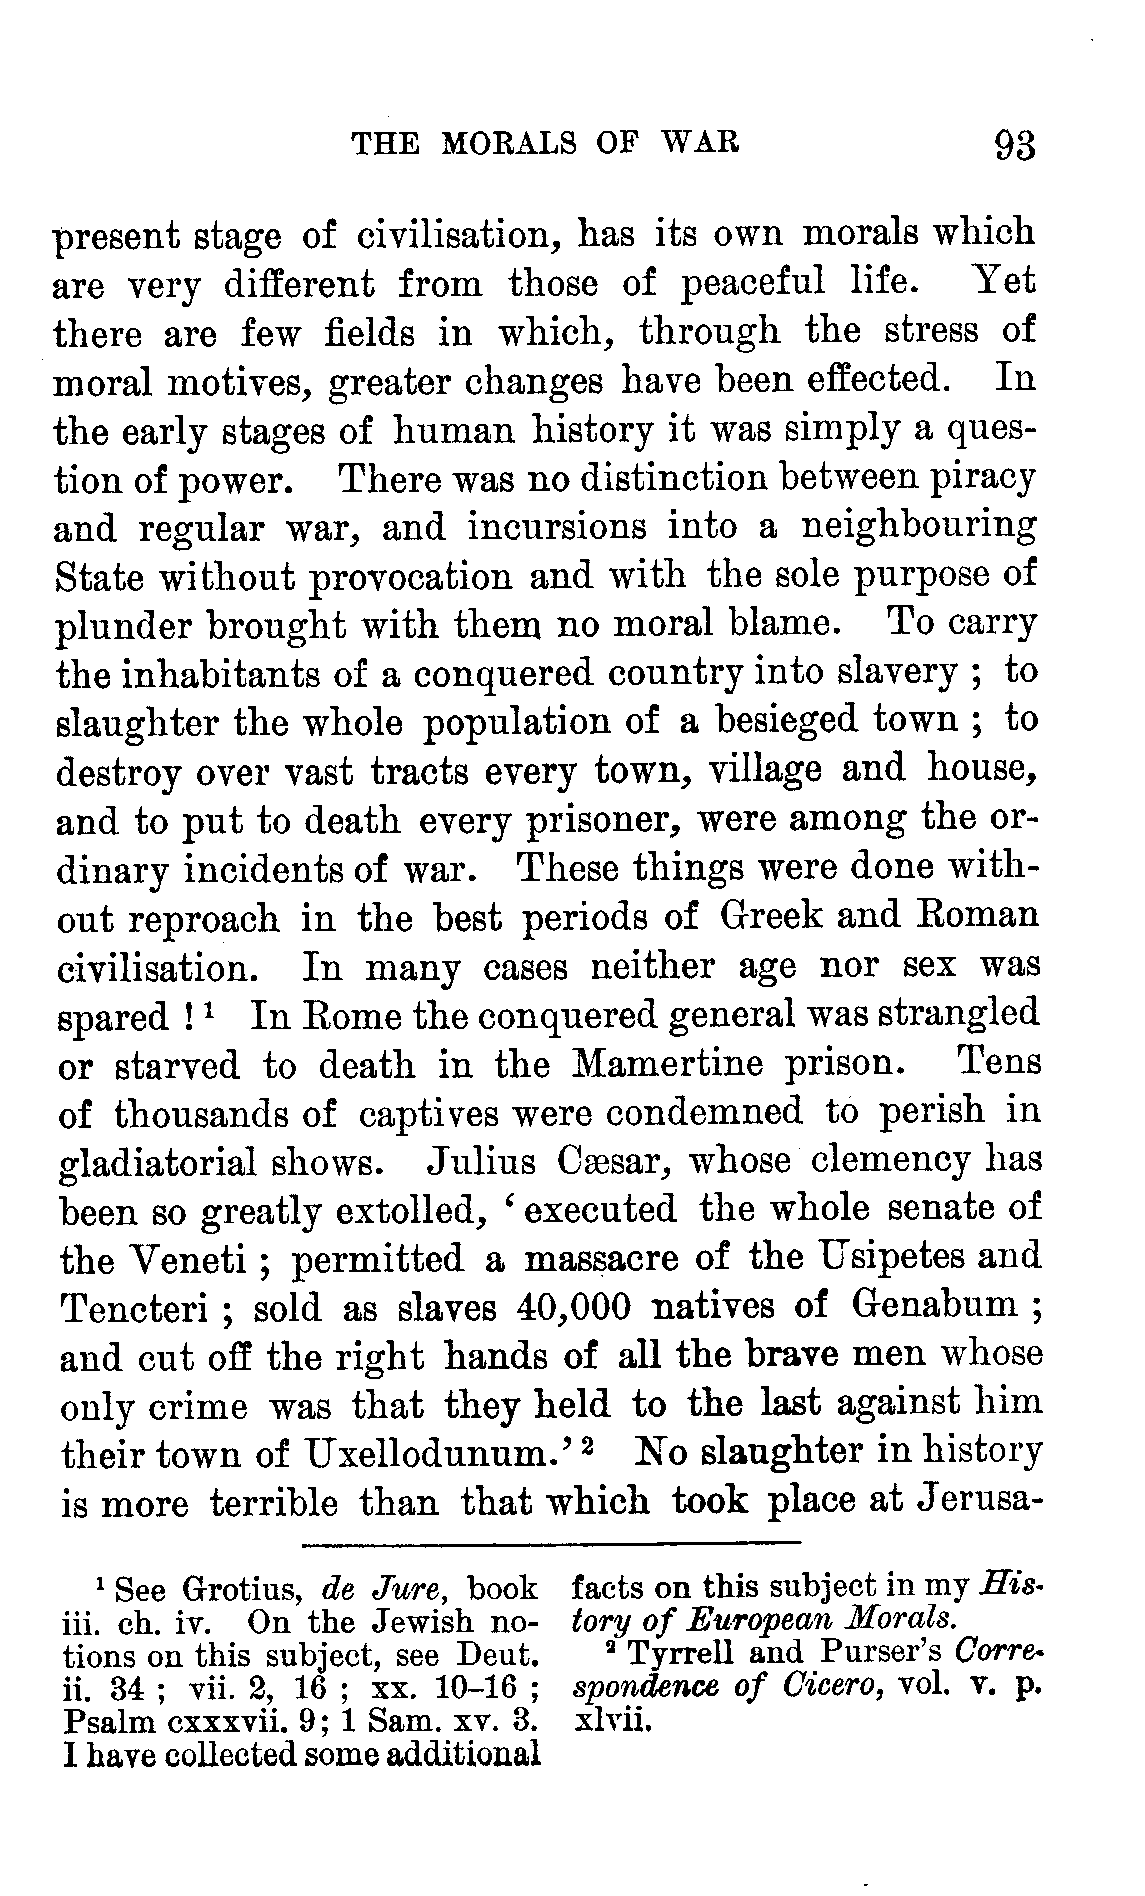 THE MORALS OF WAR 93
present stage of civilisation, has its own morals which
are very different from those of peaceful life. Yet
there are few fields in which, through the stress of
moral motives, greater changes have been effected. In
the early stages of human history it was simply a ques-
tion of power. There was no distinction between piracy
and regular war, and incursions into a neighbouring
State without provocation and with the sole purpose of
plunder brought with them no moral blame. To carry
the inhabitants of a conquered country into slavery ; to
slaughter the whole population of a besieged town ; to
destroy over vast tracts every town, village and house,
and to put to death every prisoner, were among the or-
dinary incidents of war. These things were done with-
out reproach in the best periods of Greek and Roman
civilisation. In many cases neither age nor sex was
spared ! ¹ In Rome the conquered general was strangled
or starved to death in the Mamertine prison. Tens
of thousands of captives were condemned to perish in
gladiatorial shows. Julius Cæsar, whose clemency has
been so greatly extolled, ‘ executed the whole senate of
the Veneti ; permitted a massacre of the Usipetes and
Tencteri ; sold as slaves 40,000 natives of Genabum ;
and cut off the right hands of all the brave men whose
only crime was that they held to the last against him
their town of Uxellodunum.’ ² No slaughter in history
is more terrible than that which took place at Jerusa-
¹ See Grotius, de Jure, book
iii. ch. iv. On the Jewish no-
tions on this subject, see Deut.
ii. 34 ; vii. 2, 16 ; xx. 10–16 ;
Psalm cxxxvii. 9; 1 Sam. xv. 3.
I have collected some additional
facts on this subject in my His-
tory of European Morals.
² Tyrrell and Purser’s Corre-
spondence of Cicero, vol. v. p.
xlvii.